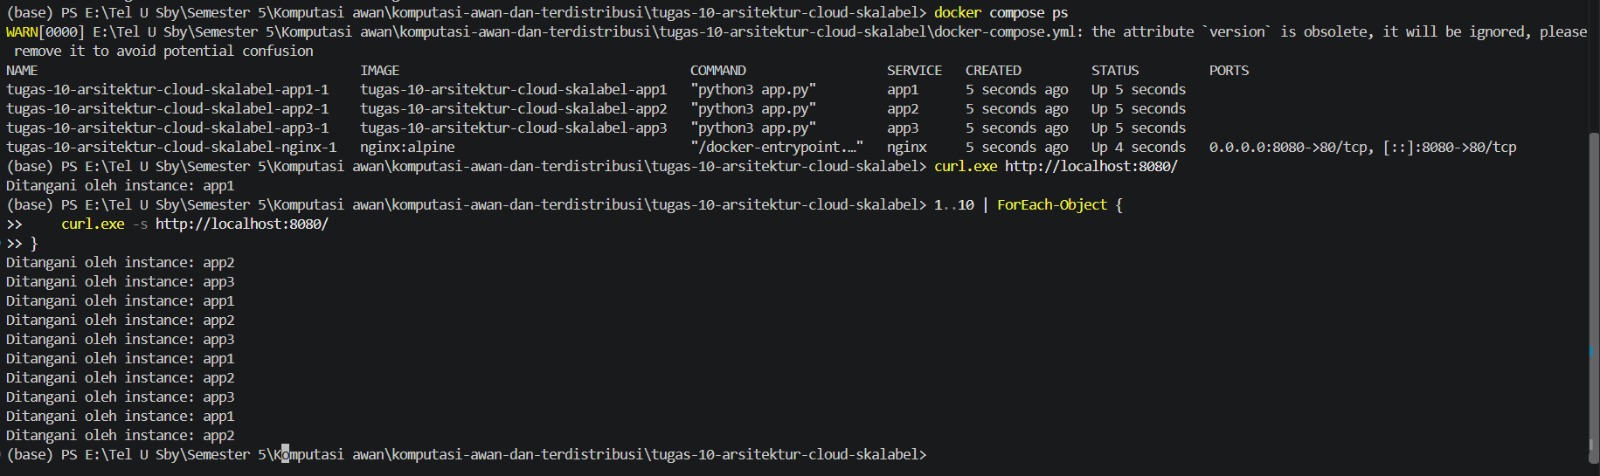 (base) PS E:\Tel U Sby\Semester 5\Komputasi awan\komputasi-awan-dan-terdistribusi\tugas-10-arsitektur-cloud-skalabel> docker compose ps
WARN[0000] E:\Tel U Sby\Semester 5\Komputasi awan\komputasi-awan-dan-terdistribusi\tugas-10-arsitektur-cloud-skalabel\docker-compose.yml: the attribute `version` is obsolete, it will be ignored, please
remove it to avoid potential confusion
NAME IMAGE COMMAND SERVICE CREATED STATUS PORTS
tugas-10-arsitektur-cloud-skalabel-app1-1 tugas-10-arsitektur-cloud-skalabel-app1 "python3 app.py" app1 5 seconds ago Up 5 seconds
tugas-10-arsitektur-cloud-skalabel-app2-1 tugas-10-arsitektur-cloud-skalabel-app2 "python3 app.py" app2 5 seconds ago Up 5 seconds
tugas-10-arsitektur-cloud-skalabel-app3-1 tugas-10-arsitektur-cloud-skalabel-app3 "python3 app.py" app3 5 seconds ago Up 5 seconds
tugas-10-arsitektur-cloud-skalabel-nginx-1 nginx:alpine "/docker-entrypoint.…" nginx 5 seconds ago Up 4 seconds 0.0.0.0:8080->80/tcp, [::]:8080->80/tcp
(base) PS E:\Tel U Sby\Semester 5\Komputasi awan\komputasi-awan-dan-terdistribusi\tugas-10-arsitektur-cloud-skalabel> curl.exe http://localhost:8080/
Ditangani oleh instance: app1
(base) PS E:\Tel U Sby\Semester 5\Komputasi awan\komputasi-awan-dan-terdistribusi\tugas-10-arsitektur-cloud-skalabel> 1..10 | ForEach-Object {
>> curl.exe -s http://localhost:8080/
>> }
Ditangani oleh instance: app2
Ditangani oleh instance: app3
Ditangani oleh instance: app1
Ditangani oleh instance: app2
Ditangani oleh instance: app3
Ditangani oleh instance: app1
Ditangani oleh instance: app2
Ditangani oleh instance: app3
Ditangani oleh instance: app1
Ditangani oleh instance: app2
(base) PS E:\Tel U Sby\Semester 5\Komputasi awan\komputasi-awan-dan-terdistribusi\tugas-10-arsitektur-cloud-skalabel>